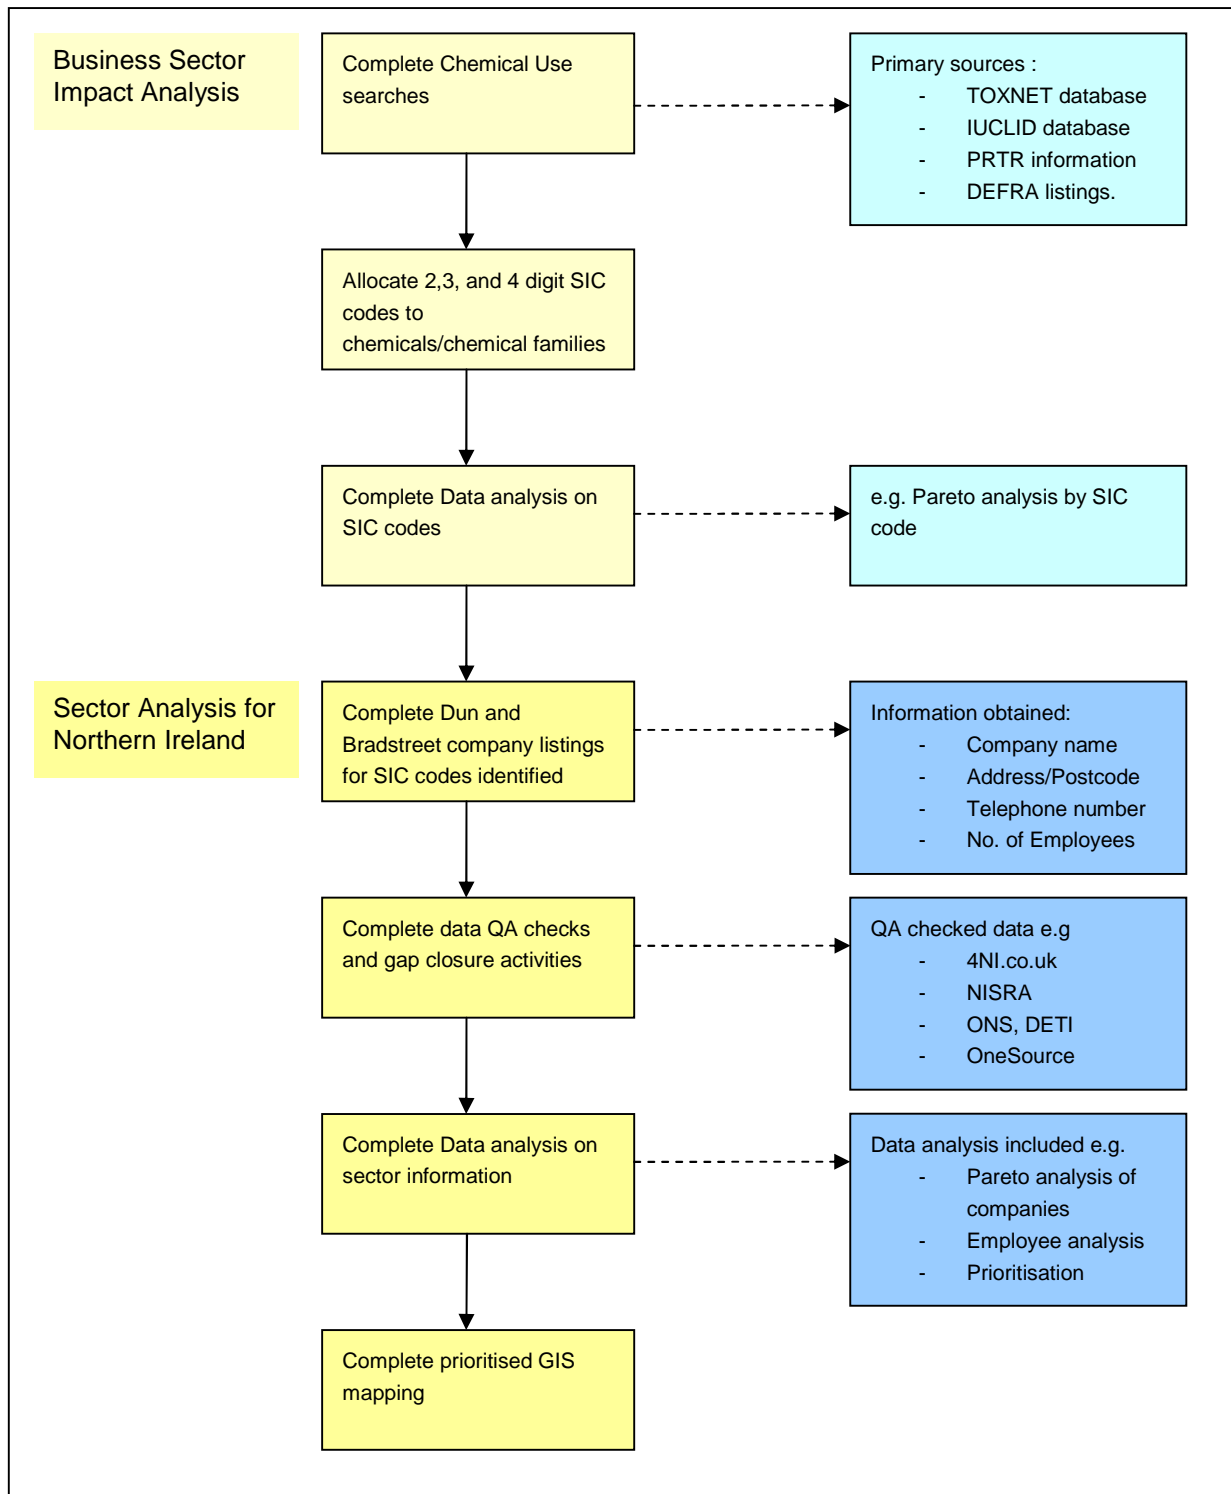 Business Sector
Impact Analysis
Complete Chemical Use
searches
Primary sources :
- TOXNET database
- IUCLID database
- PRTR information
- DEFRA listings.
Allocate 2,3, and 4 digit SIC
codes to
chemicals/chemical families
Complete Data analysis on
SIC codes
e.g. Pareto analysis by SIC
code
Sector Analysis for
Northern Ireland
Complete Dun and
Bradstreet company listings
for SIC codes identified
Information obtained:
- Company name
- Address/Postcode
- Telephone number
- No. of Employees
Complete data QA checks
and gap closure activities
QA checked data e.g
- 4NI.co.uk
- NISRA
- ONS, DETI
- OneSource
Complete Data analysis on
sector information
Data analysis included e.g.
- Pareto analysis of
companies
- Employee analysis
- Prioritisation
Complete prioritised GIS
mapping